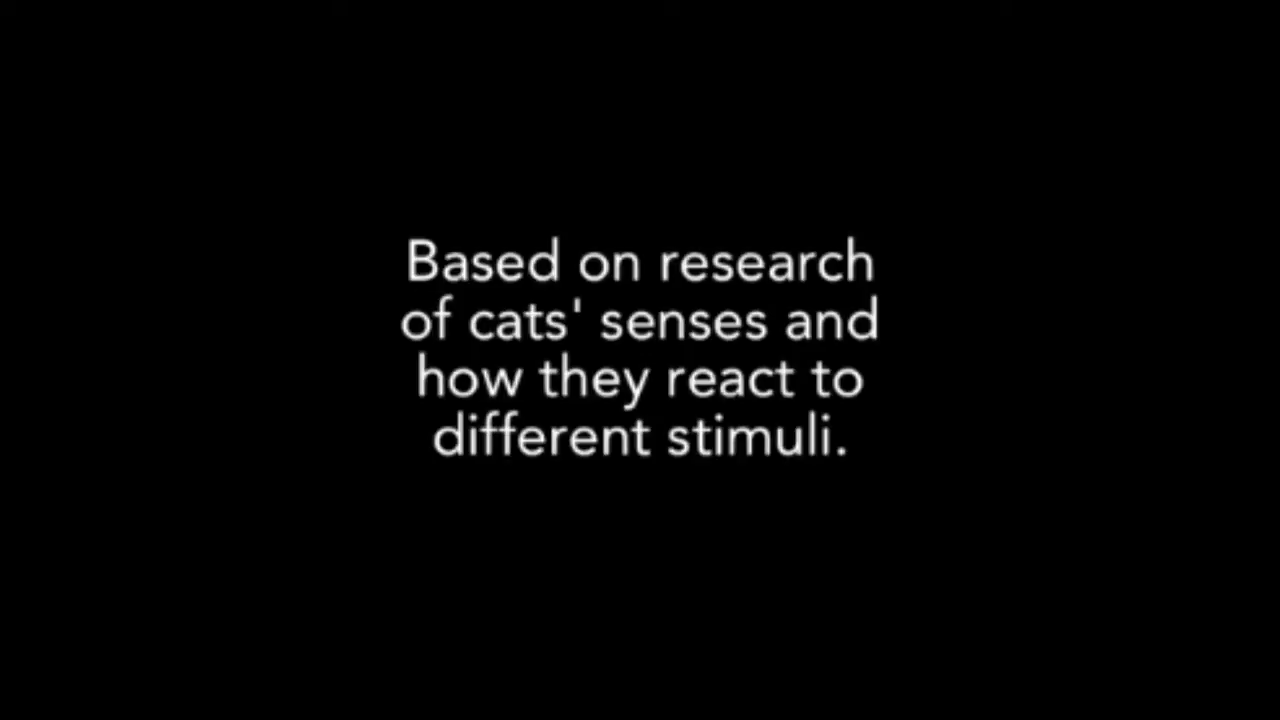 Based on research
of cats' senses and
how they react to
different stimuli.